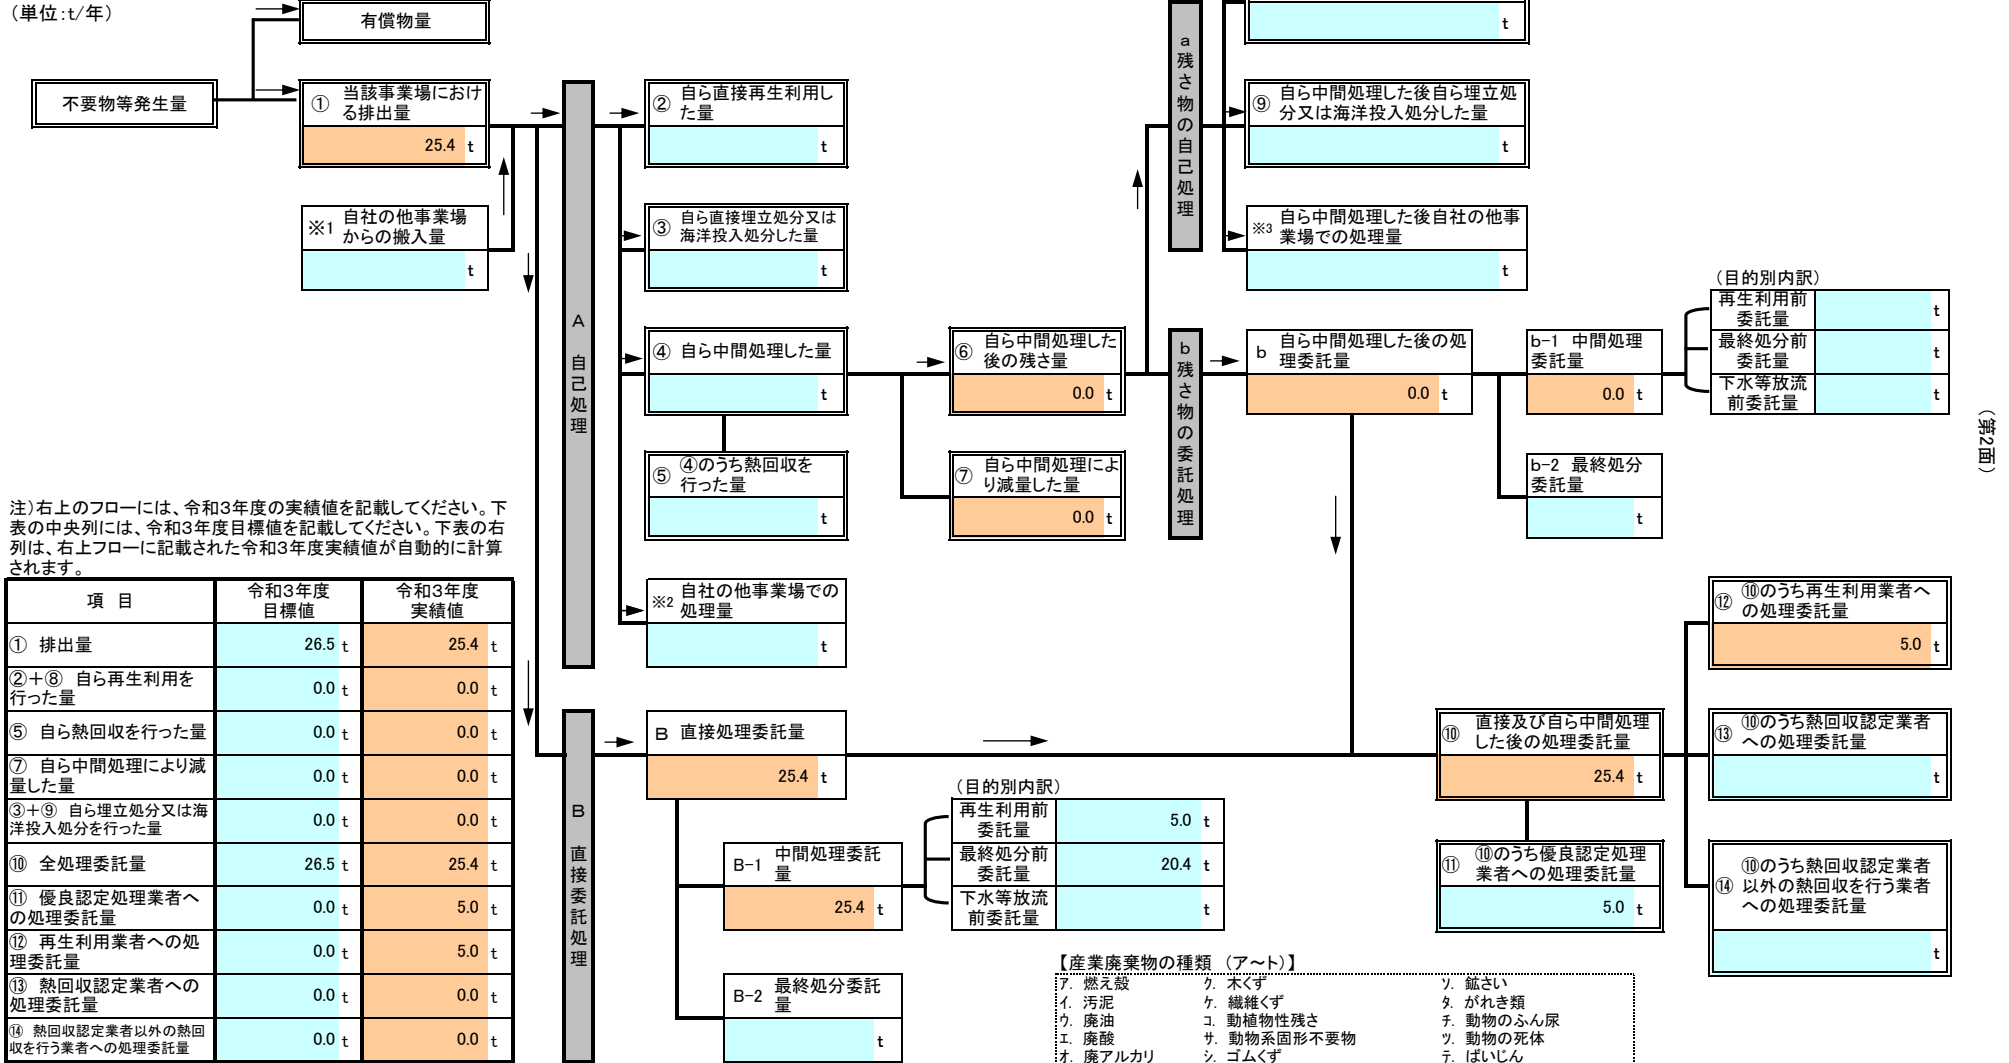 （単位：t/年）
有償物量
不要物等発生量
① 当該事業場におけ
る排出量
25.4 t
※1 自社の他事業場
からの搬入量
t
A 自己処理
② 自ら直接再生利用し
た量
t
③ 自ら直接埋立処分又は
海洋投入処分した量
t
④ 自ら中間処理した量
t
⑤ ④のうち熱回収を
行った量
t
※2 自社の他事業場での
処理量
t
⑥ 自ら中間処理した
後の残さ量
0.0 t
⑦ 自ら中間処理によ
り減量した量
0.0 t
a 残さ物の自己処理
t
⑨ 自ら中間処理した後自ら埋立処
分又は海洋投入処分した量
t
※3 自ら中間処理した後自社の他事
業場での処理量
t
b 残さ物の委託処理
b 自ら中間処理した後の処
理委託量
0.0 t
b-1 中間処理
委託量
0.0 t
（目的別内訳）
再生利用前
委託量
t
最終処分前
委託量
t
下水等放流
前委託量
t
b-2 最終処分
委託量
t
（第2面）
注）右上のフローには、令和3年度の実績値を記載してください。下
表の中央列には、令和3年度目標値を記載してください。下表の右
列は、右上フローに記載された令和3年度実績値が自動的に計算
されます。
項 目 令和3年度 目標値 令和3年度 実績値
① 排出量 26.5 t 25.4 t
②＋⑧ 自ら再生利用を
行った量 0.0 t 0.0 t
⑤ 自ら熱回収を行った量 0.0 t 0.0 t
⑦ 自ら中間処理により減
量した量 0.0 t 0.0 t
③＋⑨ 自ら埋立処分又は海
洋投入処分を行った量 0.0 t 0.0 t
⑩ 全処理委託量 26.5 t 25.4 t
⑪ 優良認定処理業者へ
の処理委託量 0.0 t 5.0 t
⑫ 再生利用業者への処
理委託量 0.0 t 5.0 t
⑬ 熱回収認定業者への
処理委託量 0.0 t 0.0 t
⑭ 熱回収認定業者以外の熱回
収を行う業者への処理委託量 0.0 t 0.0 t
B 直接委託処理
B 直接処理委託量
25.4 t
B-1 中間処理委託
量
25.4 t
（目的別内訳）
再生利用前
委託量
5.0 t
最終処分前
委託量
20.4 t
下水等放流
前委託量
t
B-2 最終処分委託
量
t
⑩ 直接及び自ら中間処理
した後の処理委託量
25.4 t
⑪ ⑩のうち優良認定処理
業者への処理委託量
5.0 t
⑫ ⑩のうち再生利用業者へ
の処理委託量
5.0 t
⑬ ⑩のうち熱回収認定業者
への処理委託量
t
⑭ ⑩のうち熱回収認定業者
以外の熱回収を行う業者
への処理委託量
t
【産業廃棄物の種類 （ア～ト）】
ア. 燃え殻 ク. 木くず ソ. 鉱さい
イ. 汚泥 ケ. 繊維くず タ. がれき類
ウ. 廃油 コ. 動植物性残さ チ. 動物のふん尿
エ. 廃酸 サ. 動物系固形不要物 ツ. 動物の死体
オ. 廃アルカリ シ. ゴムくず テ. ばいじん